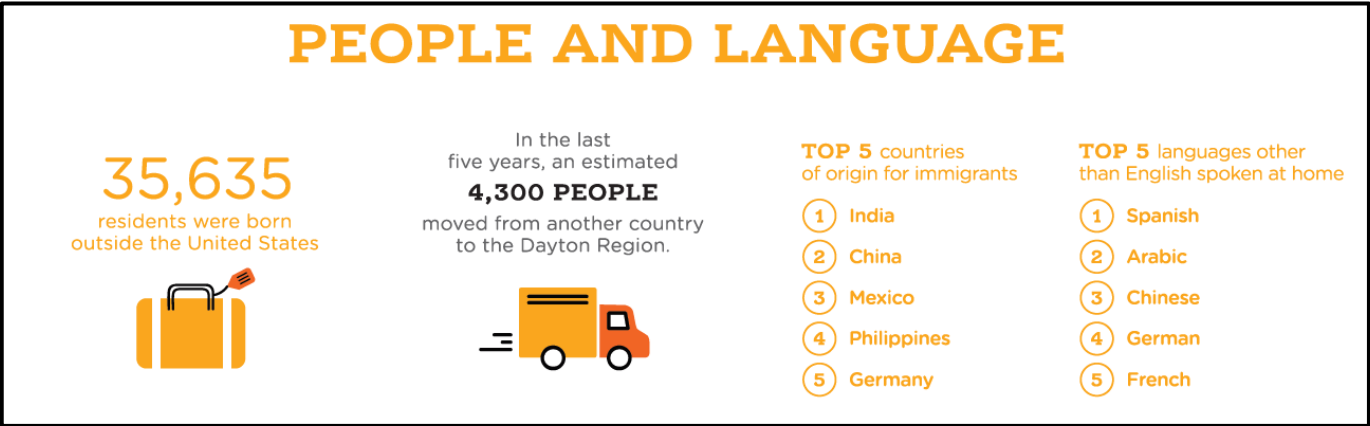 PEOPLE AND LANGUAGE
35,635
residents were born
outside the United States
In the last
five years, an estimated
4,300 PEOPLE
moved from another country
to the Dayton Region.
TOP 5 countries
of origin for immigrants
1 India
2 China
3 Mexico
4 Philippines
5 Germany
TOP 5 languages other
than English spoken at home
1 Spanish
2 Arabic
3 Chinese
4 German
5 French